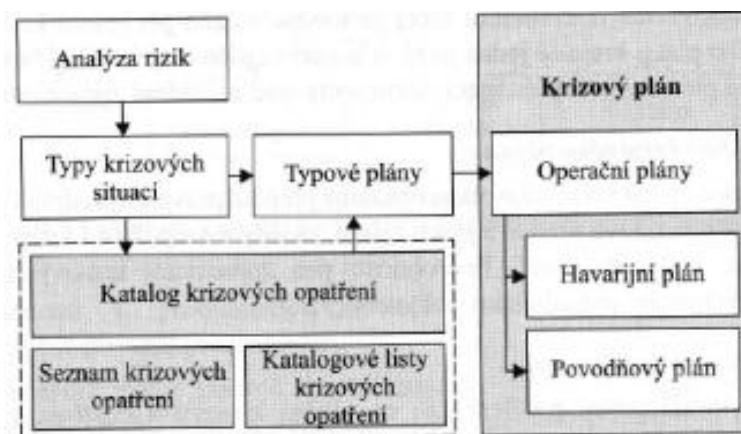 Analýza rizik
Krizový plán
Typy krizových
situací
Typové plány
Operační plány
Katalog krizových opatření
Havarijní plán
Seznam krizových
opatření
Katalogové listy
krizových
opatření
Povodňový plán